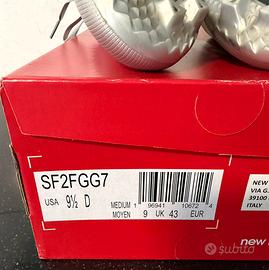 SF2FGG7
USA 9½ D
MEDIUM
MOYEN
1 96941 10672 4
9 UK 43 EUR
NEW
VIA G.
39100
ITALY
new
subito